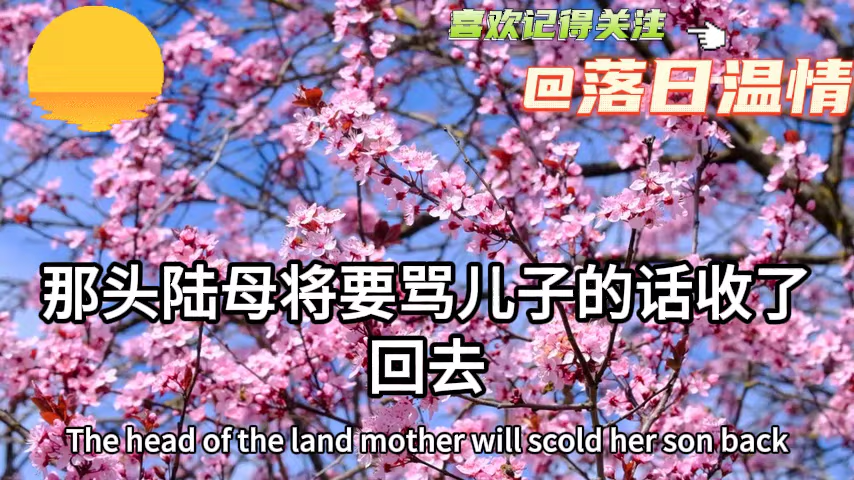 喜欢记得关注
@落日温情
那头陆母将要骂儿子的话收了
回去
The head of the land mother will scold her son back